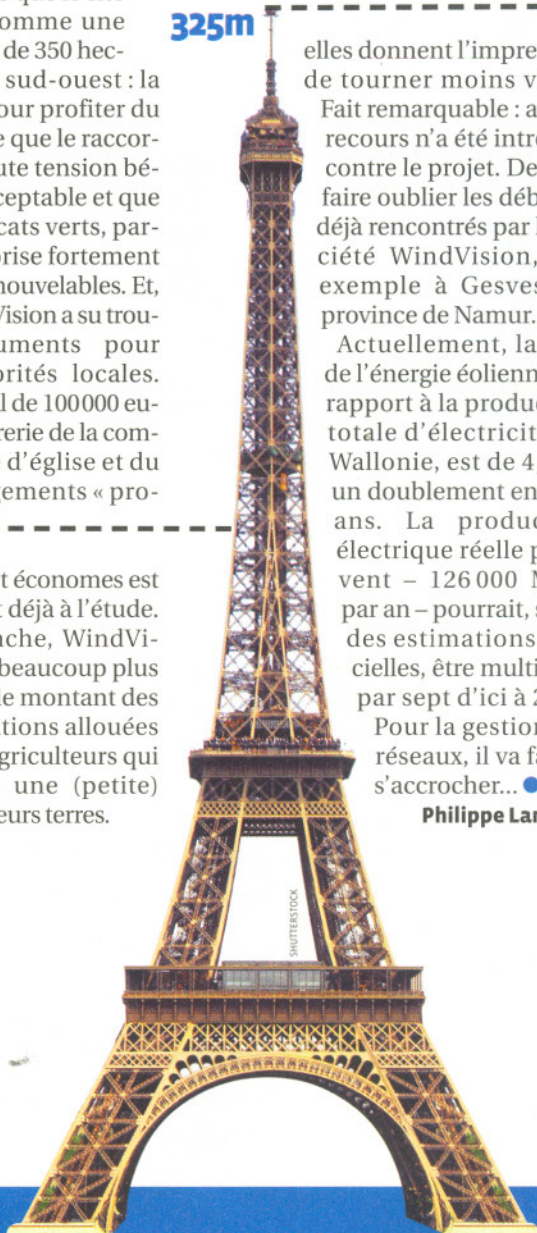 omme une
de 350 hec-
sud-ouest : la
our profiter du
e que le raccor-
ute tension bé-
ceptable et que
cats verts, par-
prise fortement
nouvelables. Et,
Vision a su trou-
uments pour
orités locales.
l de 100 000 eu-
rerie de la com-
e d'église et du
gements « pro-
t économes est
t déjà à l'étude.
nche, WindVi-
beaucoup plus
le montant des
tions allouées
griculteurs qui
une (petite)
eurs terres.
325m
elles donnent l'impre
de tourner moins v
Fait remarquable : a
recours n'a été intro
contre le projet. De
faire oublier les déb
déjà rencontrés par l
ciété WindVision,
exemple à Gesves
province de Namur.
Actuellement, la
de l'énergie éolienn
rapport à la produc
totale d'électricit
Wallonie, est de 4
un doublement en
ans. La produc
électrique réelle p
vent – 126 000 M
par an – pourrait, s
des estimations
cielles, être multi
par sept d'ici à 2
Pour la gestion
réseaux, il va fa
s'accrocher... ●
Philippe Lan
SHUTTERSTOCK